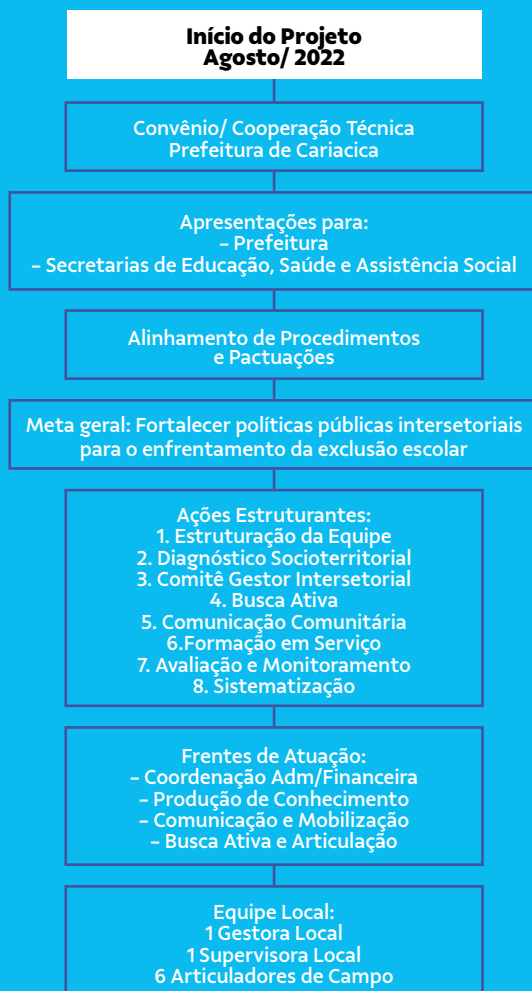 Início do Projeto
Agosto/ 2022
Convênio/ Cooperação Técnica
Prefeitura de Cariacica
Apresentações para:
– Prefeitura
– Secretarias de Educação, Saúde e Assistência Social
Alinhamento de Procedimentos
e Pactuações
Meta geral: Fortalecer políticas públicas intersetoriais
para o enfrentamento da exclusão escolar
Ações Estruturantes:
1. Estruturação da Equipe
2. Diagnóstico Socioterritorial
3. Comitê Gestor Intersetorial
4. Busca Ativa
5. Comunicação Comunitária
6.Formação em Serviço
7. Avaliação e Monitoramento
8. Sistematização
Frentes de Atuação:
– Coordenação Adm/Financeira
– Produção de Conhecimento
– Comunicação e Mobilização
– Busca Ativa e Articulação
Equipe Local:
1 Gestora Local
1 Supervisora Local
6 Articuladores de Campo